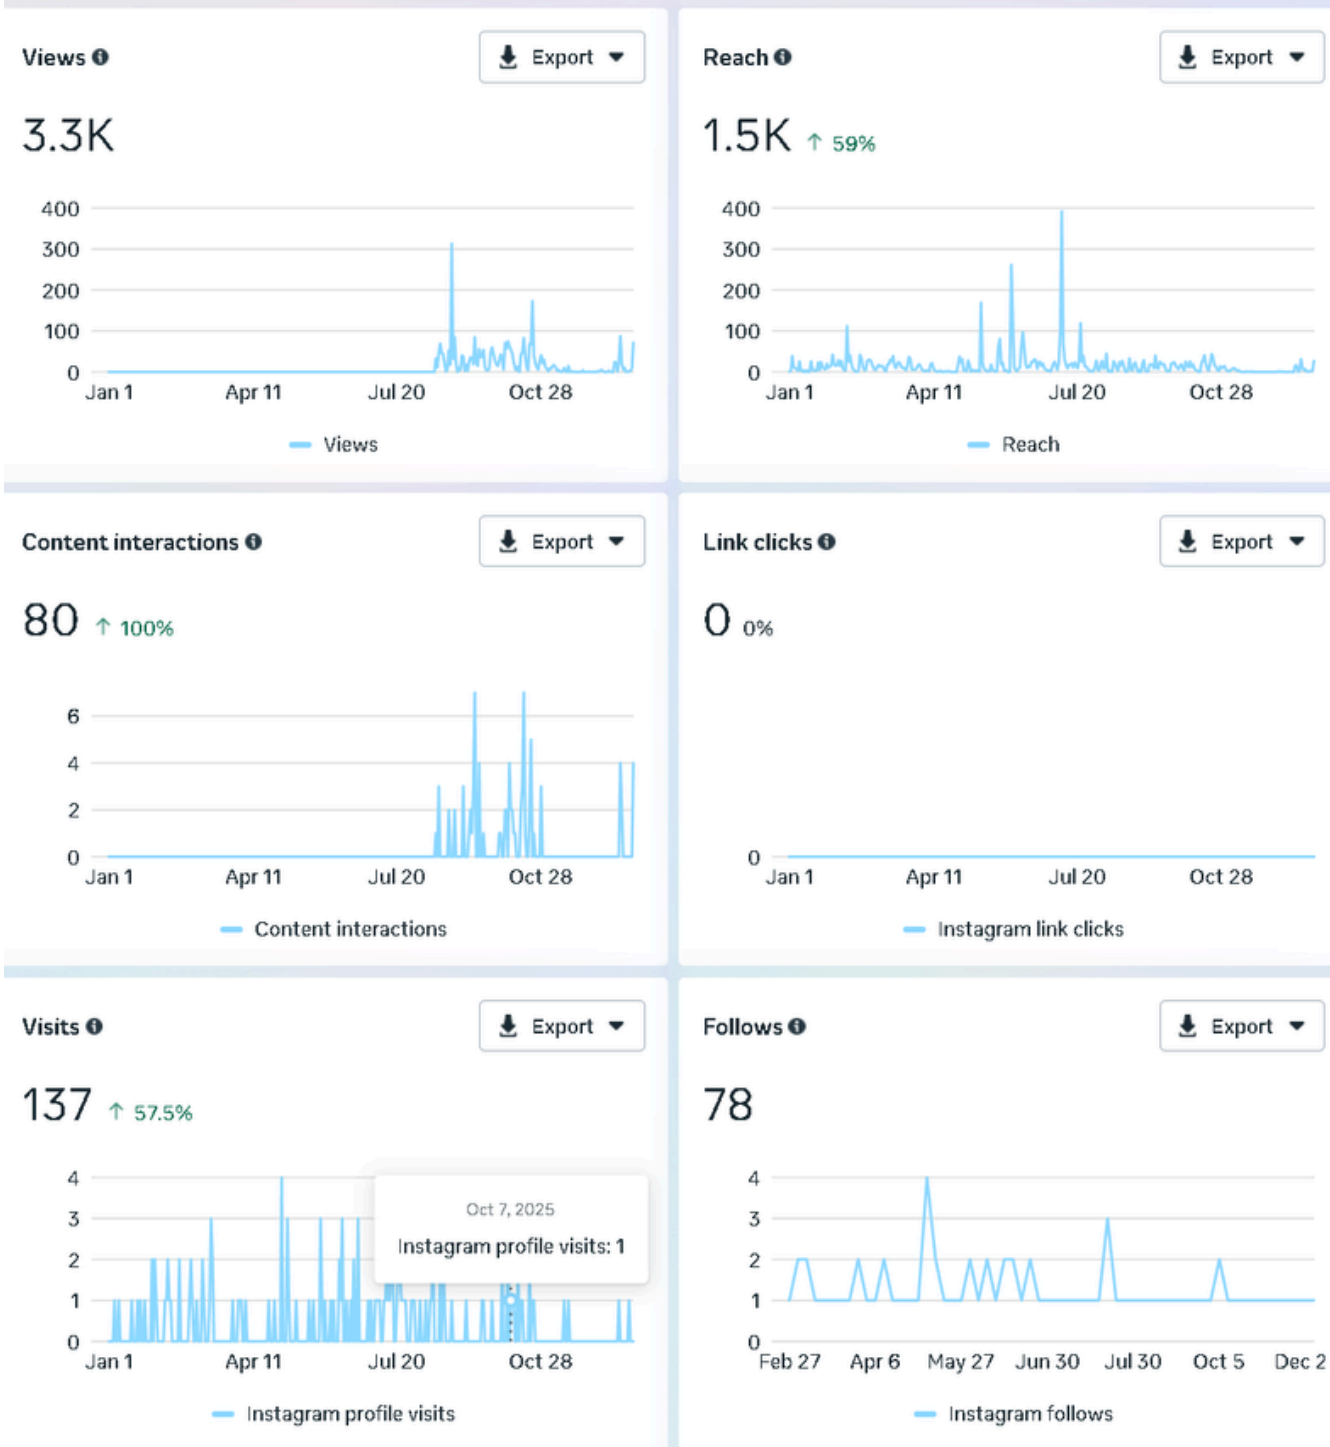 Views
Export
3.3K
400
300
200
100
0
Jan 1 Apr 11 Jul 20 Oct 28
Views
Reach
Export
1.5K ↑ 59%
400
300
200
100
0
Jan 1 Apr 11 Jul 20 Oct 28
Reach
Content interactions
Export
80 ↑ 100%
6
4
2
0
Jan 1 Apr 11 Jul 20 Oct 28
Content interactions
Link clicks
Export
0 0%
0
Jan 1 Apr 11 Jul 20 Oct 28
Instagram link clicks
Visits
Export
137 ↑ 57.5%
4
3
2
1
0
Oct 7, 2025
Instagram profile visits: 1
Jan 1 Apr 11 Jul 20 Oct 28
Instagram profile visits
Follows
Export
78
4
3
2
1
0
Feb 27 Apr 6 May 27 Jun 30 Jul 30 Oct 5 Dec 2
Instagram follows